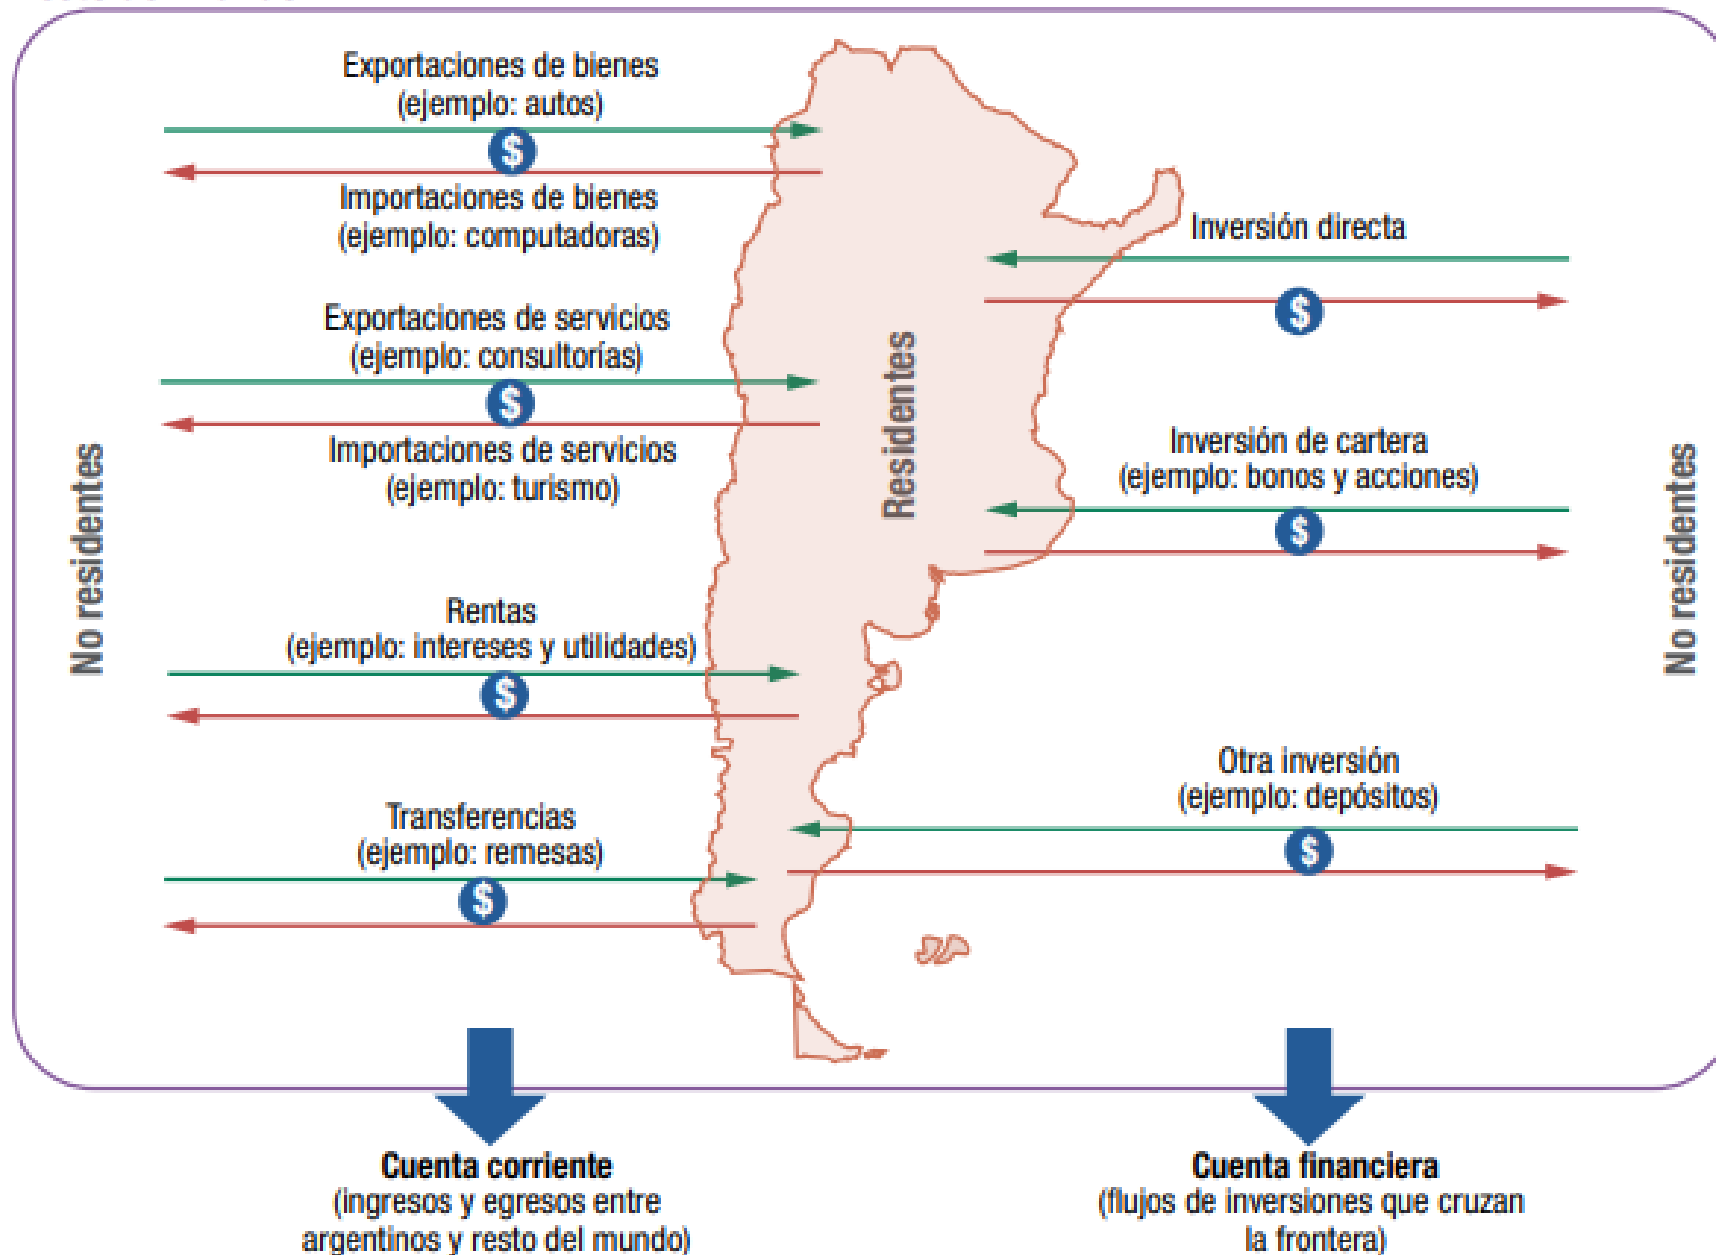 Exportaciones de bienes
(ejemplo: autos)
$
Importaciones de bienes
(ejemplo: computadoras)
Exportaciones de servicios
(ejemplo: consultorías)
$
Importaciones de servicios
(ejemplo: turismo)
Rentas
(ejemplo: intereses y utilidades)
$
Transferencias
(ejemplo: remesas)
$
No residentes
Residentes
Inversión directa
$
Inversión de cartera
(ejemplo: bonos y acciones)
$
Otra inversión
(ejemplo: depósitos)
$
No residentes
Cuenta corriente
(ingresos y egresos entre
argentinos y resto del mundo)
Cuenta financiera
(flujos de inversiones que cruzan
la frontera)